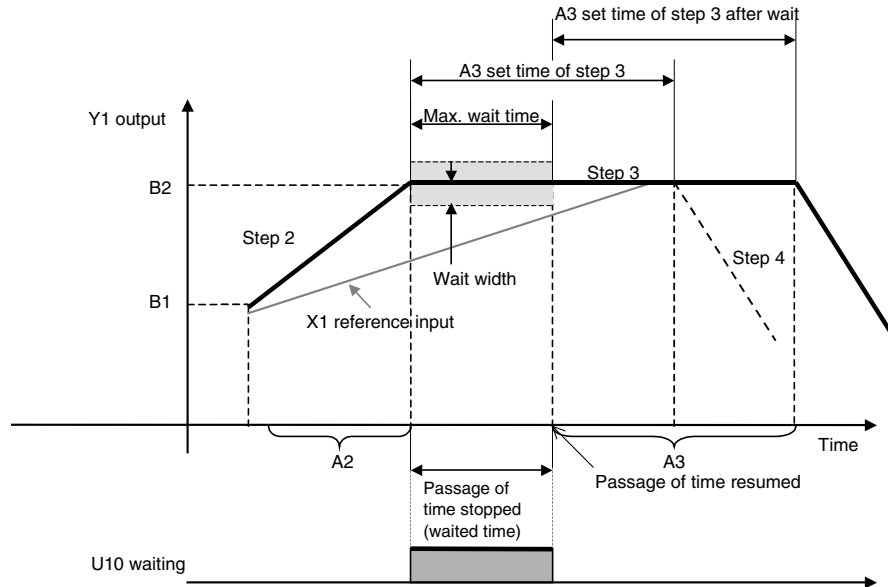 A3 set time of step 3 after wait
A3 set time of step 3
Y1 output
Max. wait time
B2
Step 3
Step 2
Step 4
Wait width
B1
X1 reference input
Time
A2
A3
Passage of time resumed
Passage of
time stopped
(waited time)
U10 waiting